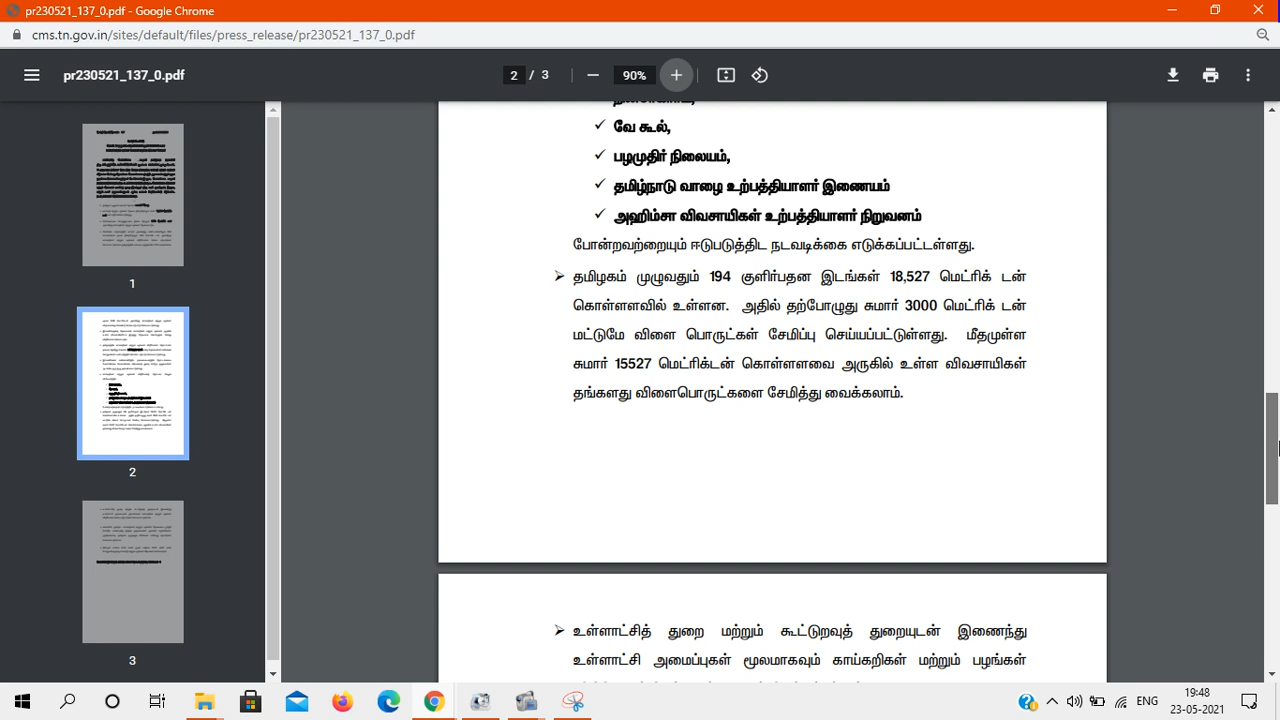 pr230521_137_0.pdf - Google Chrome
cms.tn.gov.in/sites/default/files/press_release/pr230521_137_0.pdf
pr230521_137_0.pdf
2 / 3
90%
1
2
3
வே கூல்,
பழமுதிர் நிலையம்,
தமிழ்நாடு வாழை உற்பத்தியாளர் இணையம்
அஹிம்சா விவசாயிகள் உற்பத்தியாளர் நிறுவனம்
போன்றவற்றையும் ஈடுபடுத்திட நடவடிக்கை எடுக்கப்பட்டள்ளது.
தமிழகம் முழுவதும் 194 குளிர்பதன இடங்கள் 18,527 மெட்ரிக் டன்
கொள்ளளவில் உள்ளன. அதில் தற்போழுது சுமார் 3000 மெட்ரிக் டன்
மட்டுமே விளை பொருட்கள் சேமிப்பு செய்யபபட்டுள்ளது. மீதமுள்ள
சுமார் 15527 மெட்ரிக்டன் கொள்ளளவை அருகில் உள்ள விவசாயிகள்
தங்களது விளைபொருட்களை சேமித்து வைக்கலாம்.
உள்ளாட்சித் துறை மற்றும் கூட்டுறவுத் துறையுடன் இணைந்து
உள்ளாட்சி அமைப்புகள் மூலமாகவும் காய்கறிகள் மற்றும் பழங்கள்
ENG
19:48
23-05-2021